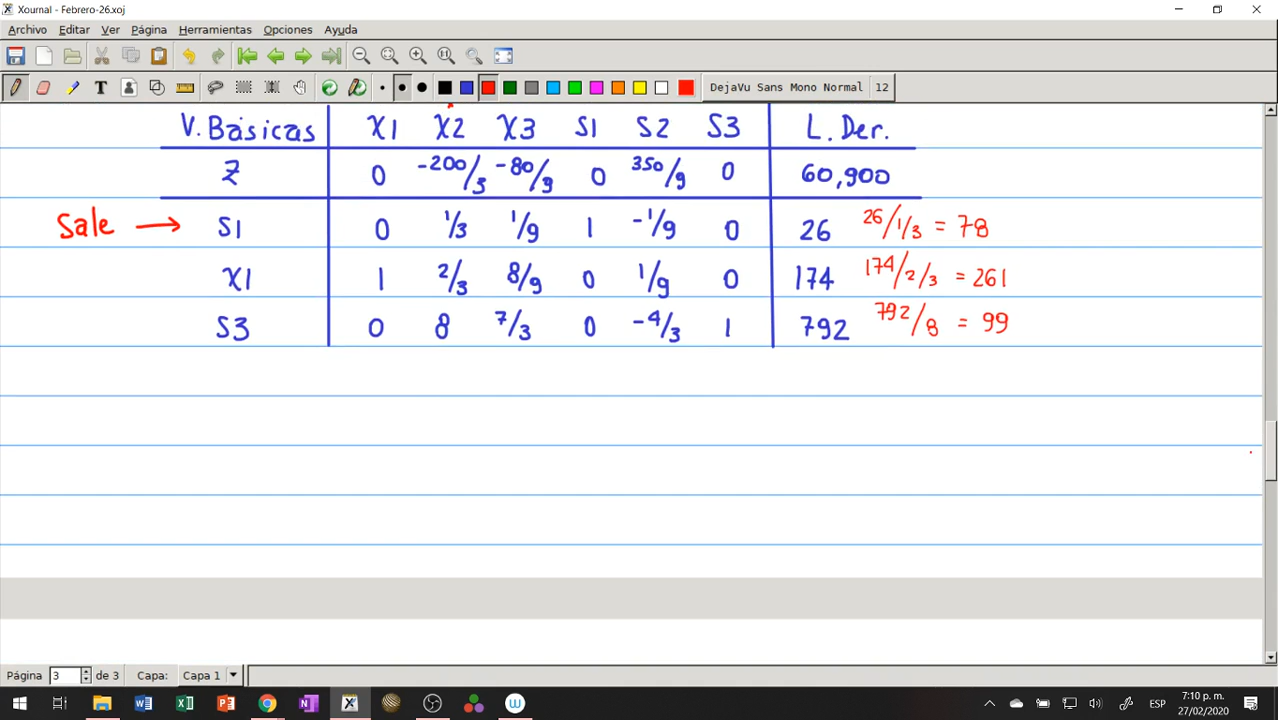 Xournal - Febrero-26.xoj
Archivo Editar Ver Página Herramientas Opciones Ayuda
DejaVu Sans Mono Normal 12
V. Básicas X1 X2 X3 S1 S2 S3 L. Der.
Z 0 -200/3 -80/9 0 350/9 0 60,900
Sale → S1 0 1/3 1/9 1 -1/9 0 26 26/1/3 = 78
X1 1 2/3 8/9 0 1/9 0 174 174/2/3 = 261
S3 0 8 7/3 0 -4/3 1 792 792/8 = 99
Página 3 de 3 Capa: Capa 1
ESP 7:10 p. m.
27/02/2020